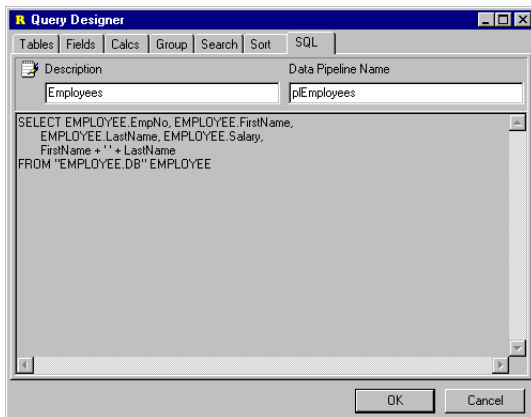 R Query Designer
Tables Fields Calcs Group Search Sort SQL
Description Data Pipeline Name
Employees plEmployees
SELECT EMPLOYEE.EmpNo, EMPLOYEE.FirstName,
EMPLOYEE.LastName, EMPLOYEE.Salary,
FirstName + ' ' + LastName
FROM "EMPLOYEE.DB" EMPLOYEE
OK Cancel